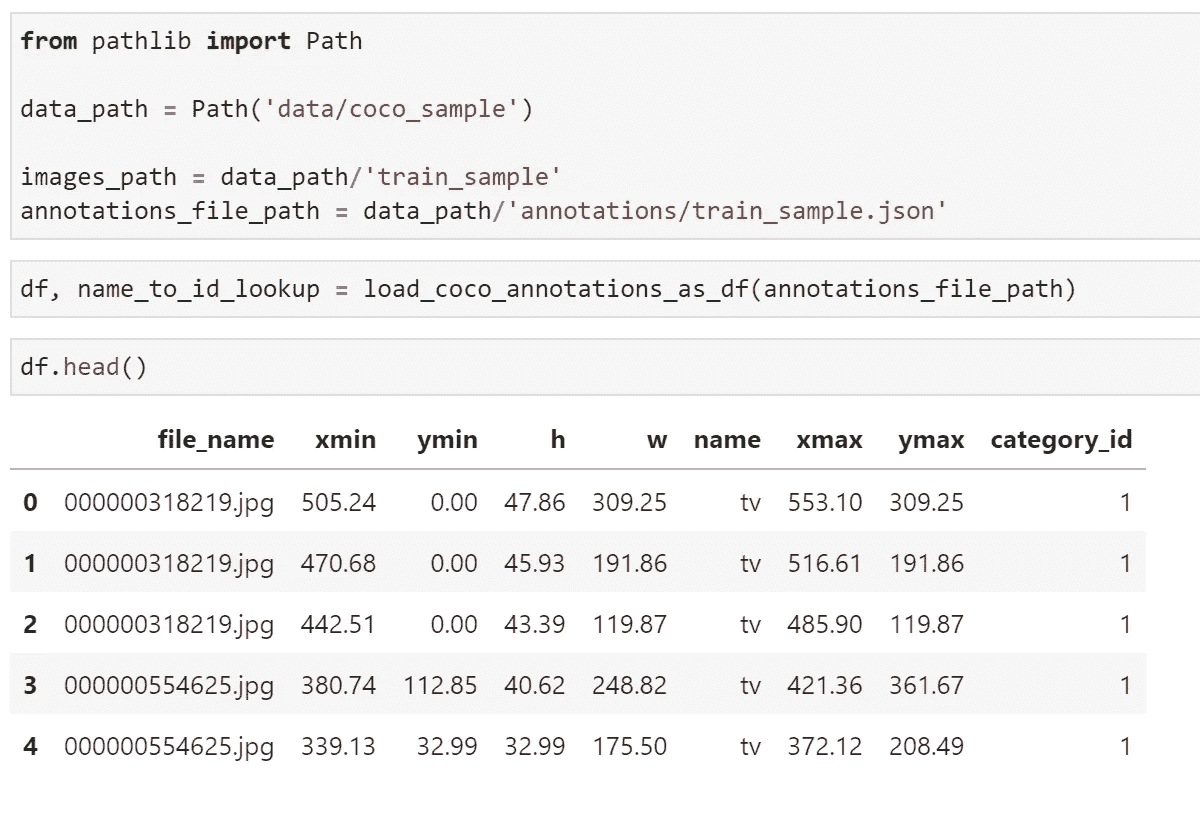 from pathlib import Path
data_path = Path('data/coco_sample')
images_path = data_path/'train_sample'
annotations_file_path = data_path/'annotations/train_sample.json'
df, name_to_id_lookup = load_coco_annotations_as_df(annotations_file_path)
df.head()
file_name xmin ymin h w name xmax ymax category_id
0 000000318219.jpg 505.24 0.00 47.86 309.25 tv 553.10 309.25 1
1 000000318219.jpg 470.68 0.00 45.93 191.86 tv 516.61 191.86 1
2 000000318219.jpg 442.51 0.00 43.39 119.87 tv 485.90 119.87 1
3 000000554625.jpg 380.74 112.85 40.62 248.82 tv 421.36 361.67 1
4 000000554625.jpg 339.13 32.99 32.99 175.50 tv 372.12 208.49 1